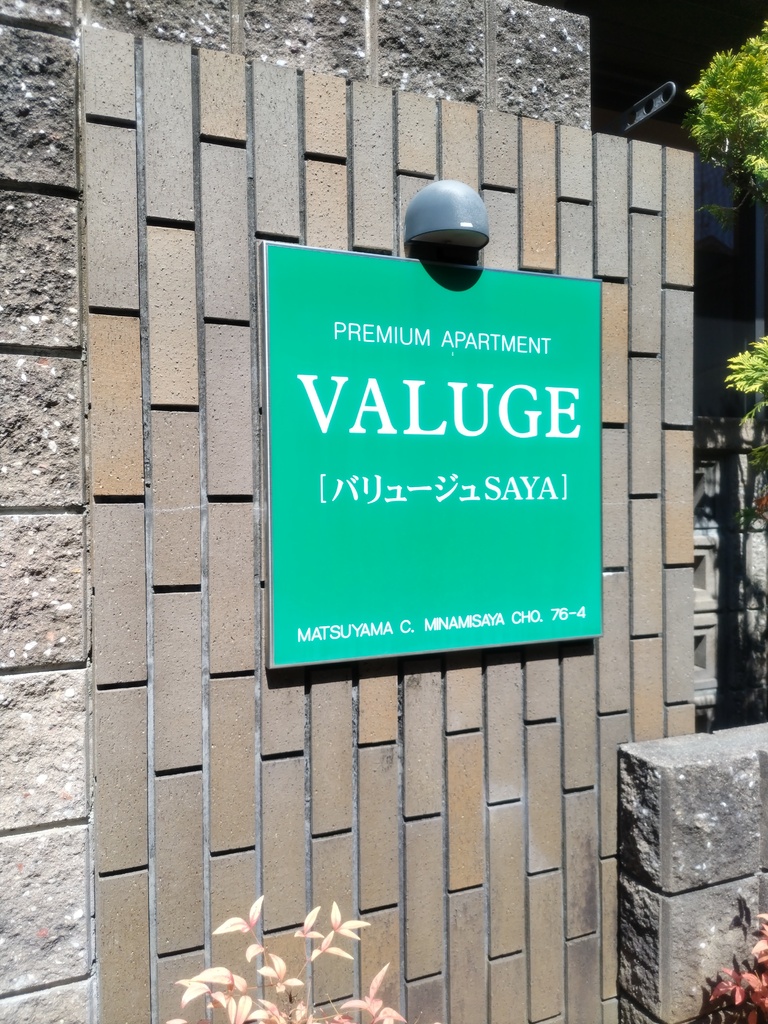 PREMIUM APARTMENT
VALUGE
[バリュージュSAYA]
MATSUYAMA C. MINAMISAYA CHO. 76-4